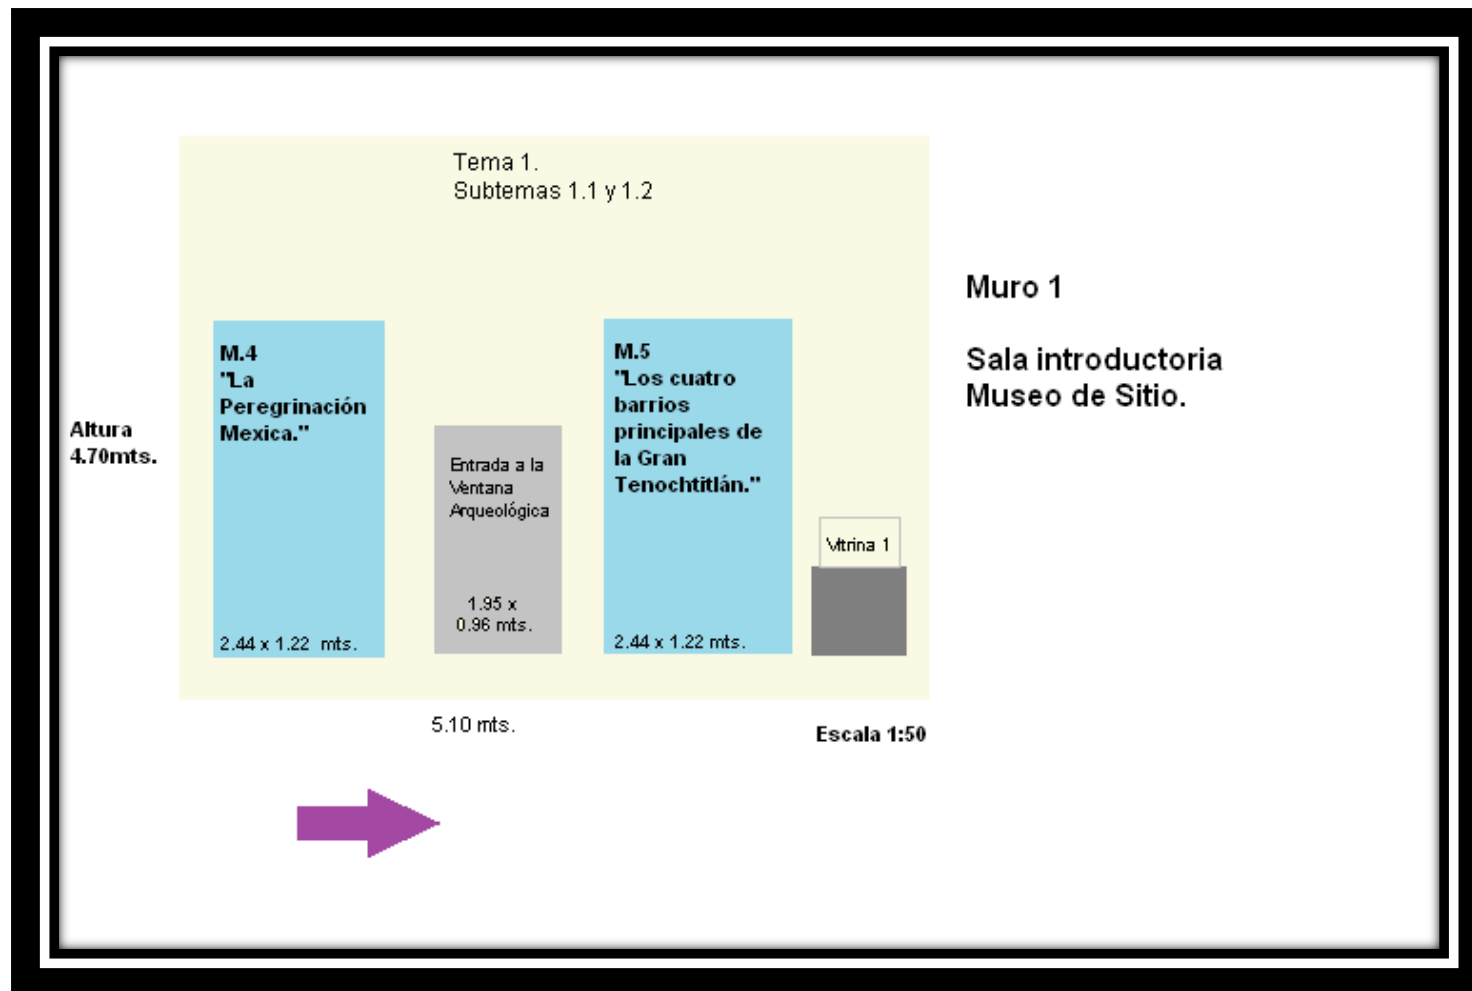 Tema 1.
Subtemas 1.1 y 1.2
M.4
"La
Peregrinación
Mexica."
2.44 x 1.22 mts.
Entrada a la
Ventana
Arqueológica
1.95 x
0.96 mts.
M.5
"Los cuatro
barrios
principales de
la Gran
Tenochtitlán."
2.44 x 1.22 mts.
Vitrina 1
Altura
4.70mts.
5.10 mts.
Escala 1:50
Muro 1
Sala introductoria
Museo de Sitio.